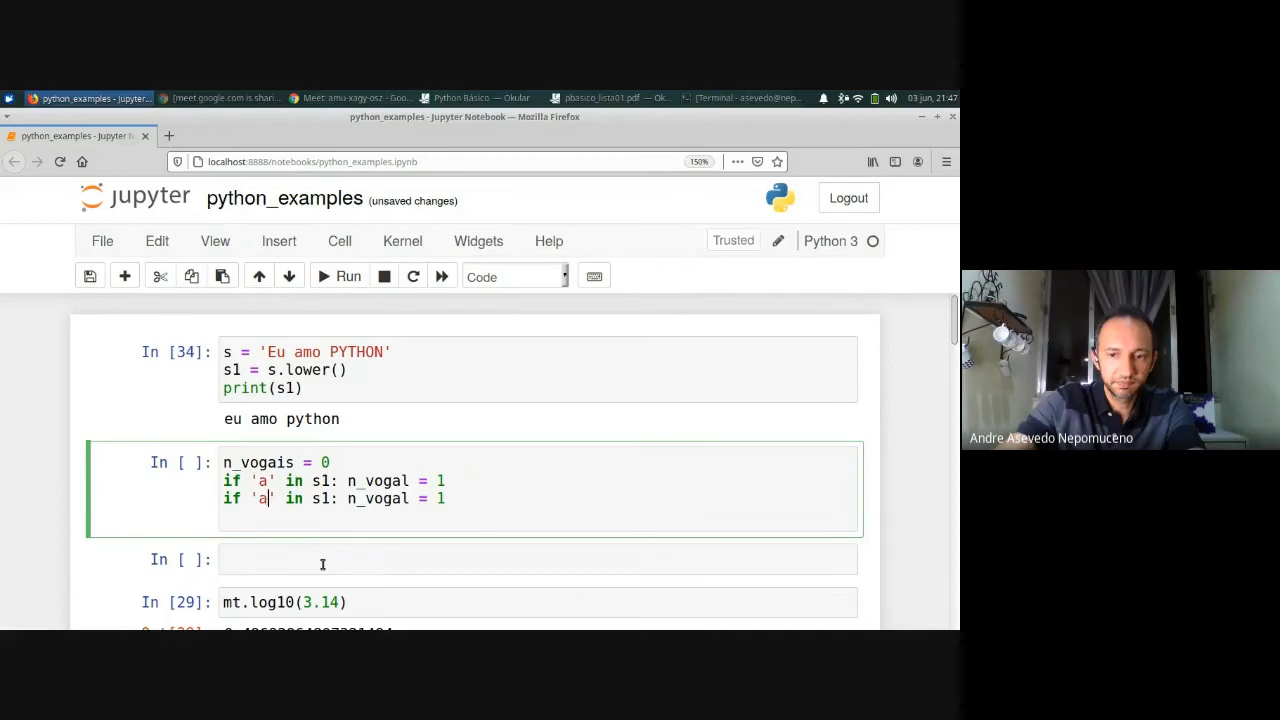 python_examples - Jupyter...
[meet.google.com is shari...
Meet: amu-xagy-osz - Goo...
Python Básico — Okular
pbasico_lista01.pdf — Ok...
[Terminal - asevedo@nep...
03 jun, 21:47
python_examples - Jupyter Notebook — Mozilla Firefox
python_examples - Jupyter N
localhost:8888/notebooks/python_examples.ipynb
150%
jupyter python_examples (unsaved changes)
Logout
File Edit View Insert Cell Kernel Widgets Help
Trusted
Python 3
Run
Code
In [34]: s = 'Eu amo PYTHON'
s1 = s.lower()
print(s1)
eu amo python
In [ ]: n_vogais = 0
if 'a' in s1: n_vogal = 1
if 'a' in s1: n_vogal = 1
In [ ]:
In [29]: mt.log10(3.14)
Andre Asevedo Nepomuceno